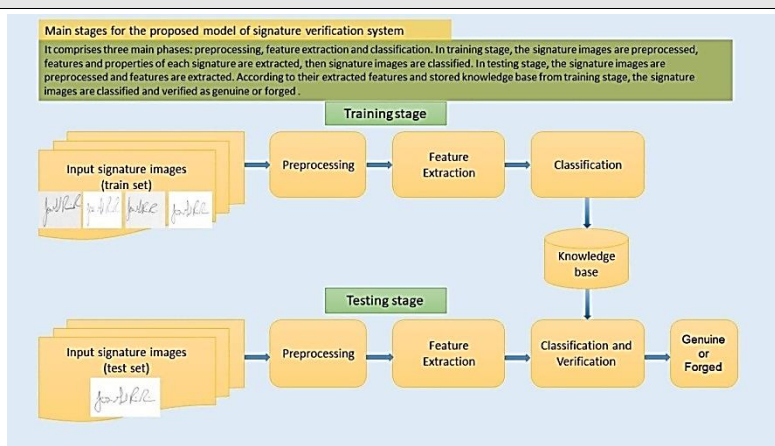 Main stages for the proposed model of signature verification system
It comprises three main phases: preprocessing, feature extraction and classification. In training stage, the signature images are preprocessed,
features and properties of each signature are extracted, then signature images are classified. In testing stage, the signature images are
preprocessed and features are extracted. According to their extracted features and stored knowledge base from training stage, the signature
images are classified and verified as genuine or forged .
Training stage
Input signature images
(train set)
Preprocessing
Feature
Extraction
Classification
Knowledge
base
Testing stage
Input signature images
(test set)
Preprocessing
Feature
Extraction
Classification and
Verification
Genuine
or
Forged